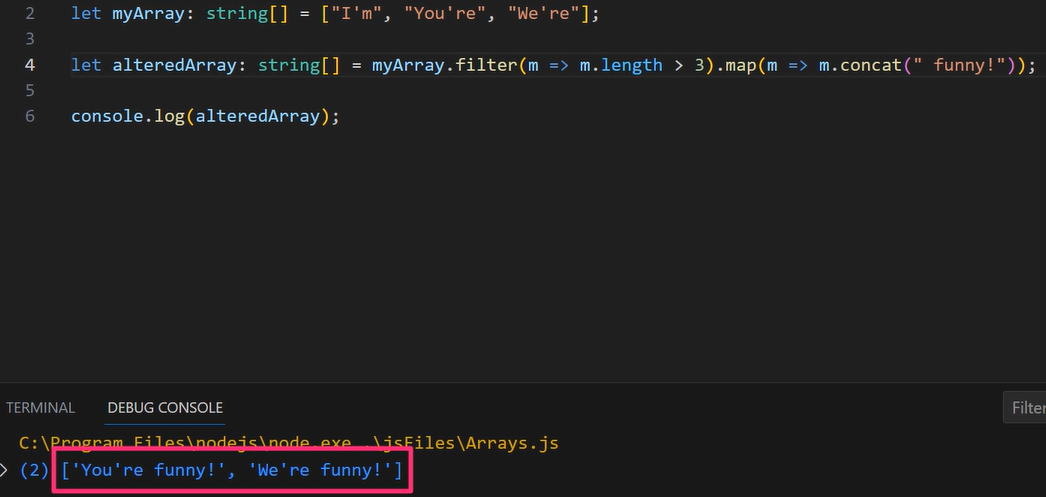 2 let myArray: string[] = ["I'm", "You're", "We're"];
3
4 let alteredArray: string[] = myArray.filter(m => m.length > 3).map(m => m.concat(" funny!"));
5
6 console.log(alteredArray);
TERMINAL DEBUG CONSOLE Filter
C:\Program Files\nodejs\node.exe .\jsFiles\Arrays.js
> (2) ['You're funny!', 'We're funny!']